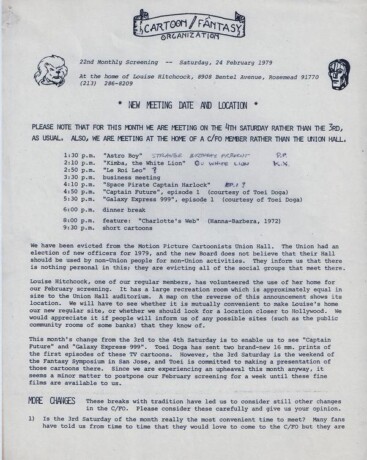 CARTOON/FANTASY
ORGANIZATION
22nd Monthly Screening -- Saturday, 24 February 1979
At the home of Louise Hitchcock, 8908 Bentel Avenue, Rosemead 91770
(213) 286-8209
* NEW MEETING DATE AND LOCATION *
PLEASE NOTE THAT FOR THIS MONTH WE ARE MEETING ON THE 4TH SATURDAY RATHER THAN THE 3RD,
AS USUAL. ALSO, WE ARE MEETING AT THE HOME OF A C/FO MEMBER RATHER THAN THE UNION HALL.
1:30 p.m. "Astro Boy" STRANGE BIRTHDAY PRESENT
2:10 p.m. "Kimba, the White Lion" GO WHITE LION
2:50 p.m. "Le Roi Leo" ?
3:30 p.m. business meeting
4:10 p.m. "Space Pirate Captain Harlock" EP.1?
4:50 p.m. "Captain Future", episode 1 (courtesy of Toei Doga)
5:30 p.m. "Galaxy Express 999", episode 1 (courtesy of Toei Doga)
6:00 p.m. dinner break
8:00 p.m. feature: "Charlotte's Web" (Hanna-Barbera, 1972)
9:30 p.m. short cartoons
We have been evicted from the Motion Picture Cartoonists Union Hall. The Union had an
election of new officers for 1979, and the new Board does not believe that their Hall
should be used by non-Union people for non-Union activities. They inform us that there
is nothing personal in this; they are evicting all of the social groups that meet there.
Louise Hitchcock, one of our regular members, has volunteered the use of her home for
our February screening. It has a large recreation room which is approximately equal in
size to the Union Hall auditorium. A map on the reverse of this announcement shows its
location. We will have to see whether it is mutually convenient to make Louise's home
our new regular site, or whether we should look for a location closer to Hollywood. We
would appreciate it if people will inform us of any possible sites (such as the public
community rooms of some banks) that they know of.
This month's change from the 3rd to the 4th Saturday is to enable us to see "Captain
Future" and "Galaxy Express 999". Toei Doga has sent two brand-new 16 mm. prints of
the first episodes of these TV cartoons. However, the 3rd Saturday is the weekend of
the Fantasy Symposium in San Jose, and Toei is committed to making a presentation of
those cartoons there. Since we are experiencing an upheaval this month anyway, it
seems a minor matter to postpone our February screening for a week until these fine
films are available to us.
MORE CHANGES These breaks with tradition have led us to consider still other changes
in the C/FO. Please consider these carefully and give us your opinion.
1) Is the 3rd Saturday of the month really the most convenient time to meet? Many fans
have told us from time to time that they would love to come to the C/FO but they are